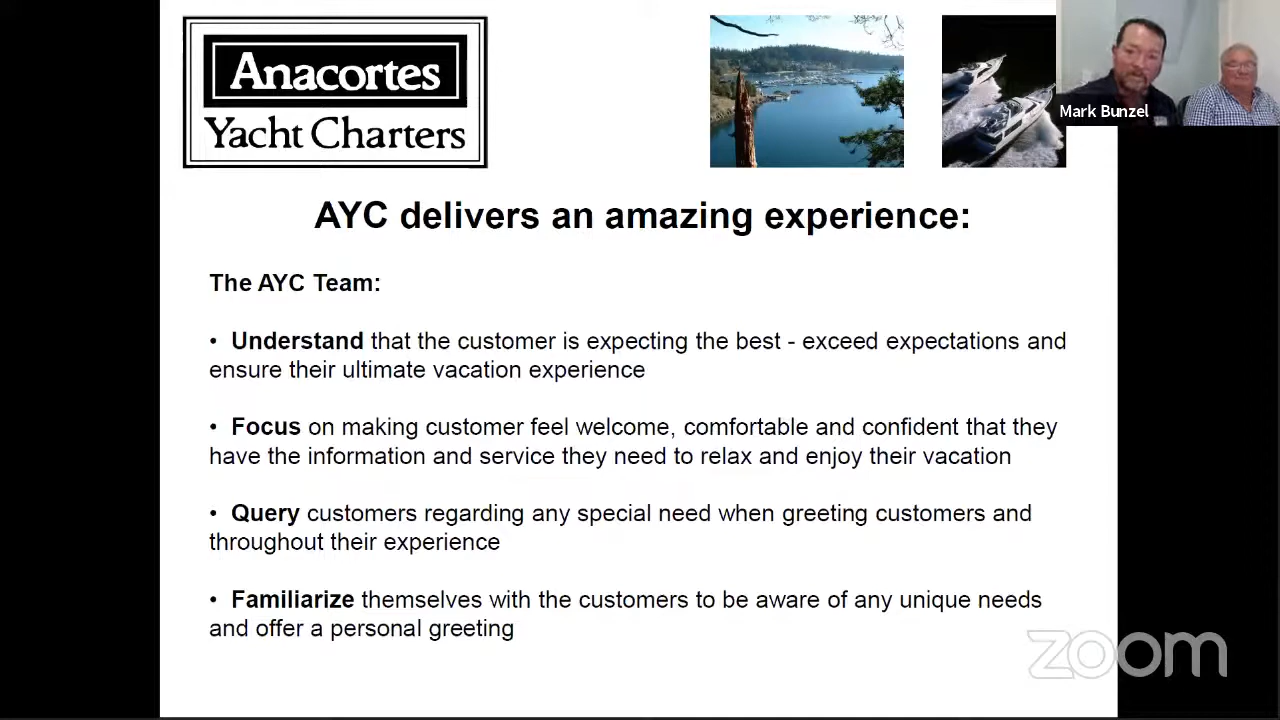 Anacortes
Yacht Charters
Mark Bunzel
AYC delivers an amazing experience:
The AYC Team:
• Understand that the customer is expecting the best - exceed expectations and
ensure their ultimate vacation experience
• Focus on making customer feel welcome, comfortable and confident that they
have the information and service they need to relax and enjoy their vacation
• Query customers regarding any special need when greeting customers and
throughout their experience
• Familiarize themselves with the customers to be aware of any unique needs
and offer a personal greeting
zoom